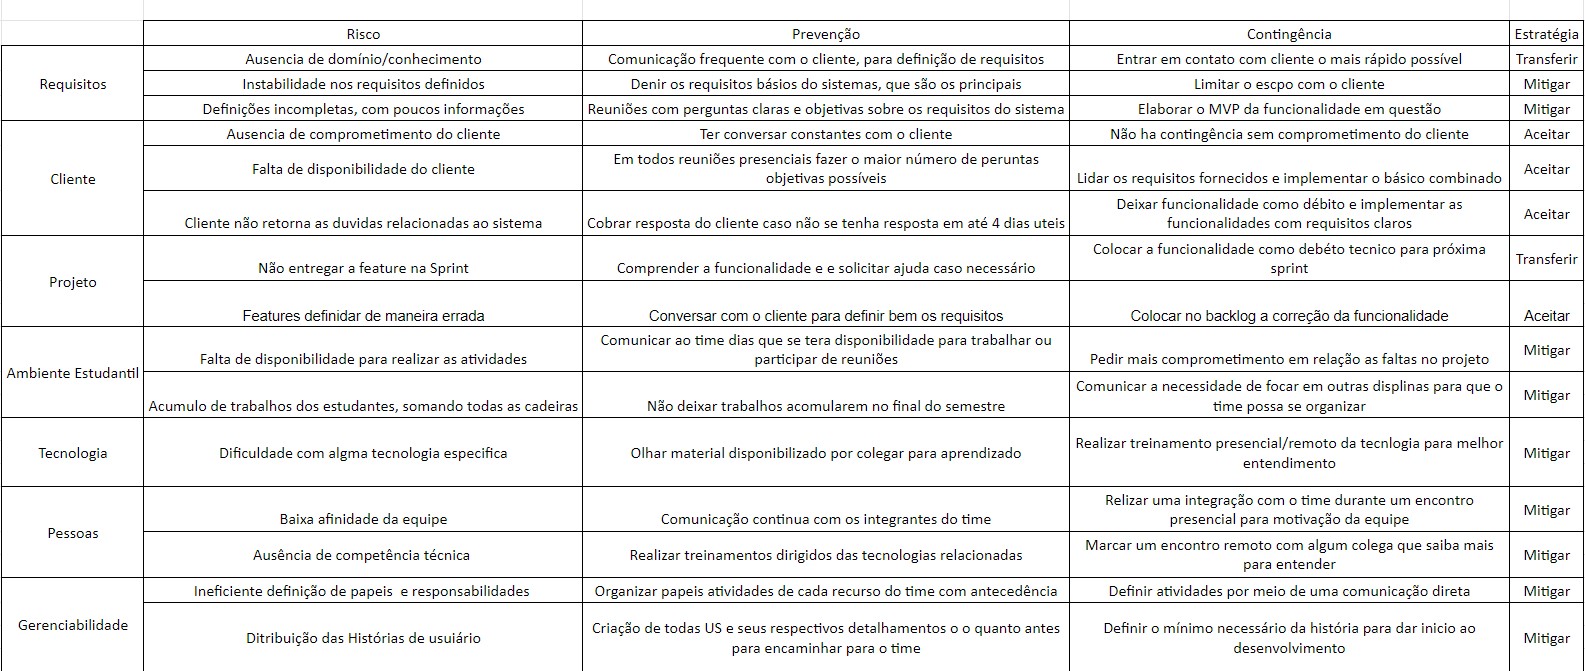 Risco Prevenção Contingência Estratégia
Requisitos
Ausencia de domínio/conhecimento Comunicação frequente com o cliente, para definição de requisitos Entrar em contato com cliente o mais rápido possível Transferir
Instabilidade nos requisitos definidos Denir os requisitos básios do sistemas, que são os principais Limitar o escpo com o cliente Mitigar
Definições incompletas, com poucos informações Reuniões com perguntas claras e objetivas sobre os requisitos do sistema Elaborar o MVP da funcionalidade em questão Mitigar
Cliente
Ausencia de comprometimento do cliente Ter conversar constantes com o cliente Não ha contingência sem comprometimento do cliente Aceitar
Falta de disponibilidade do cliente
Em todos reuniões presenciais fazer o maior número de peruntas
objetivas possíveis
Lidar os requisitos fornecidos e implementar o básico combinado
Aceitar
Cliente não retorna as duvidas relacionadas ao sistema
Cobrar resposta do cliente caso não se tenha resposta em até 4 dias uteis
Deixar funcionalidade como débito e implementar as
funcionalidades com requisitos claros
Aceitar
Projeto
Não entregar a feature na Sprint
Comprender a funcionalidade e e solicitar ajuda caso necessário
Colocar a funcionalidade como debéto tecnico para próxima
sprint
Transferir
Features definidar de maneira errada Conversar com o cliente para definir bem os requisitos Colocar no backlog a correção da funcionalidade Aceitar
Ambiente Estudantil
Falta de disponibilidade para realizar as atividades
Comunicar ao time dias que se tera disponibilidade para trabalhar ou
participar de reuniões
Pedir mais comprometimento em relação as faltas no projeto
Mitigar
Acumulo de trabalhos dos estudantes, somando todas as cadeiras
Não deixar trabalhos acomularem no final do semestre
Comunicar a necessidade de focar em outras displinas para que o
time possa se organizar
Mitigar
Tecnologia
Dificuldade com algma tecnologia especifica
Olhar material disponibilizado por colegar para aprendizado
Realizar treinamento presencial/remoto da tecnlogia para melhor
entendimento
Mitigar
Pessoas
Baixa afinidade da equipe
Comunicação continua com os integrantes do time
Relizar uma integração com o time durante um encontro
presencial para motivação da equipe
Mitigar
Ausência de competência técnica
Realizar treinamentos dirigidos das tecnologias relacionadas
Marcar um encontro remoto com algum colega que saiba mais
para entender
Mitigar
Gerenciabilidade
Ineficiente definição de papeis e responsabilidades Organizar papeis atividades de cada recurso do time com antecedência Definir atividades por meio de uma comunicação direta Mitigar
Ditribuição das Histórias de usuiário
Criação de todas US e seus respectivos detalhamentos o o quanto antes
para encaminhar para o time
Definir o mínimo necessário da história para dar inicio ao
desenvolvimento
Mitigar